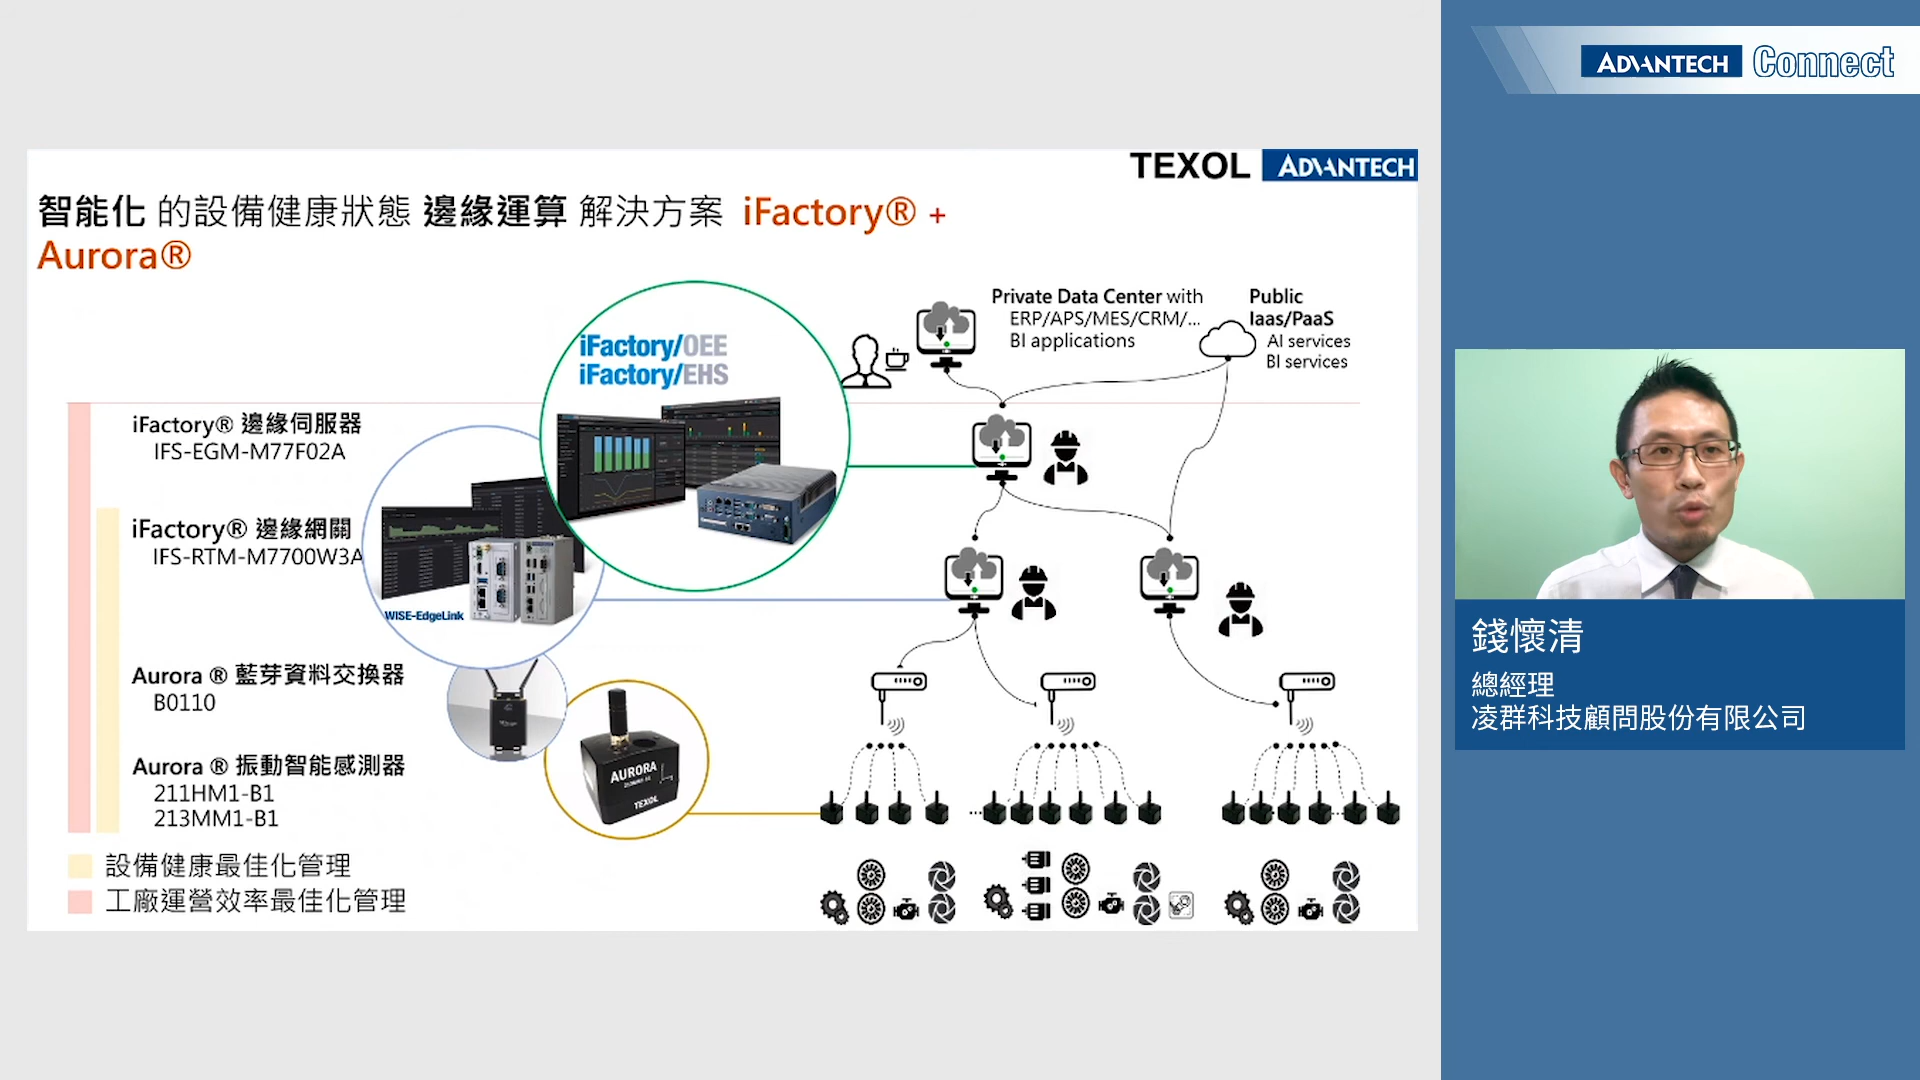 ADVANTECH Connect
TEXOL ADVANTECH
智能化 的設備健康狀態 邊緣運算 解決方案 iFactory® +
Aurora®
iFactory/OEE
iFactory/EHS
Private Data Center with
ERP/APS/MES/CRM/...
BI applications
Public
Iaas/PaaS
AI services
BI services
iFactory® 邊緣伺服器
IFS-EGM-M77F02A
iFactory® 邊緣網關
IFS-RTM-M7700W3A
WISE-EdgeLink
Aurora ® 藍芽資料交換器
B0110
Aurora ® 振動智能感測器
211HM1-B1
213MM1-B1
AURORA
TEXOL
設備健康最佳化管理
工廠運營效率最佳化管理
錢懷清
總經理
凌群科技顧問股份有限公司